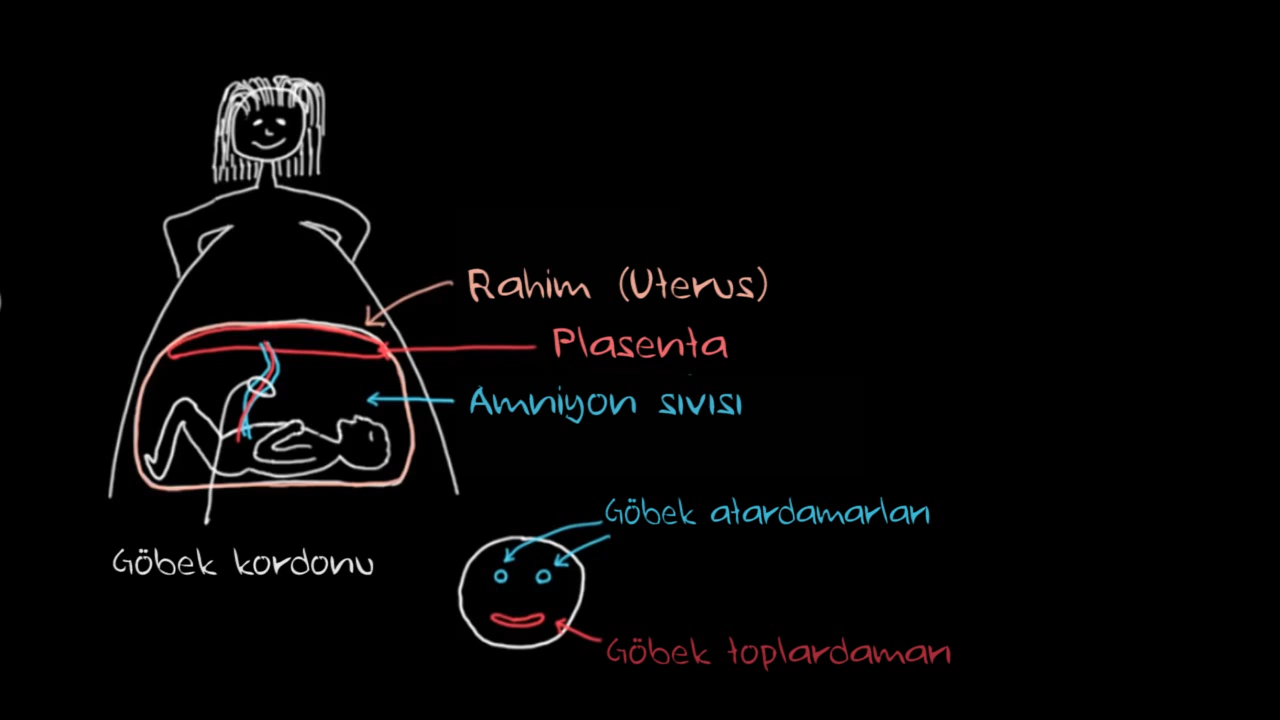 Rahim (Uterus)
Plasenta
Amniyon sıvısı
Göbek atardamarları
Göbek kordonu
Göbek toplardamarı